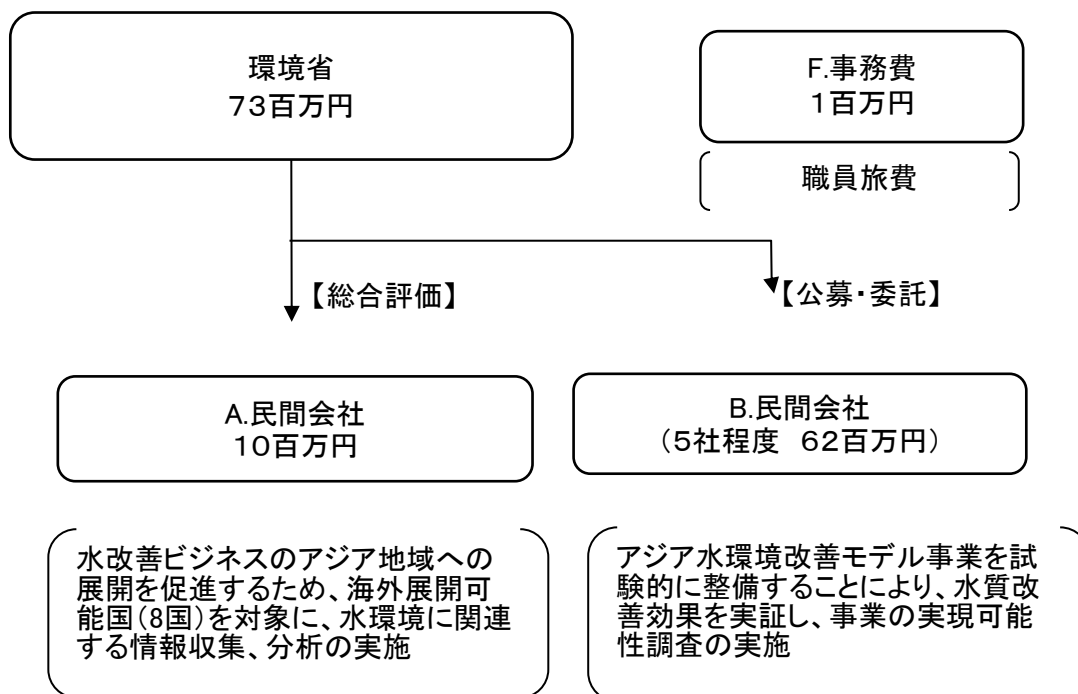 環境省
７３百万円
F.事務費
１百万円
職員旅費
【総合評価】
【公募・委託】
A.民間会社
１０百万円
B.民間会社
（５社程度　６２百万円）
水改善ビジネスのアジア地域への
展開を促進するため、海外展開可
能国（8国）を対象に、水環境に関連
する情報収集、分析の実施
アジア水環境改善モデル事業を試
験的に整備することにより、水質改
善効果を実証し、事業の実現可能
性調査の実施